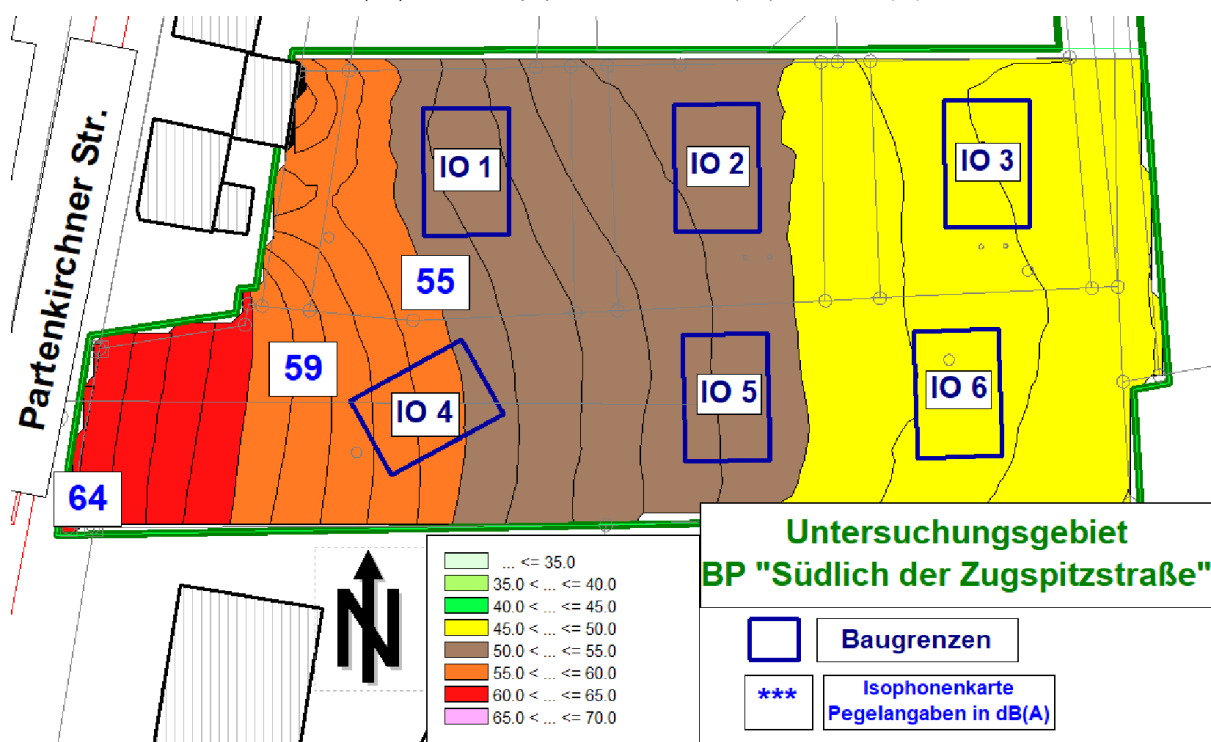 Partenkirchner Str.
IO 1
IO 2
IO 3
55
59
IO 4
IO 5
IO 6
64
N
... <= 35.0
35.0 < ... <= 40.0
40.0 < ... <= 45.0
45.0 < ... <= 50.0
50.0 < ... <= 55.0
55.0 < ... <= 60.0
60.0 < ... <= 65.0
65.0 < ... <= 70.0
Untersuchungsgebiet
BP "Südlich der Zugspitzstraße"
Baugrenzen
*** Isophonenkarte
Pegelangaben in dB(A)